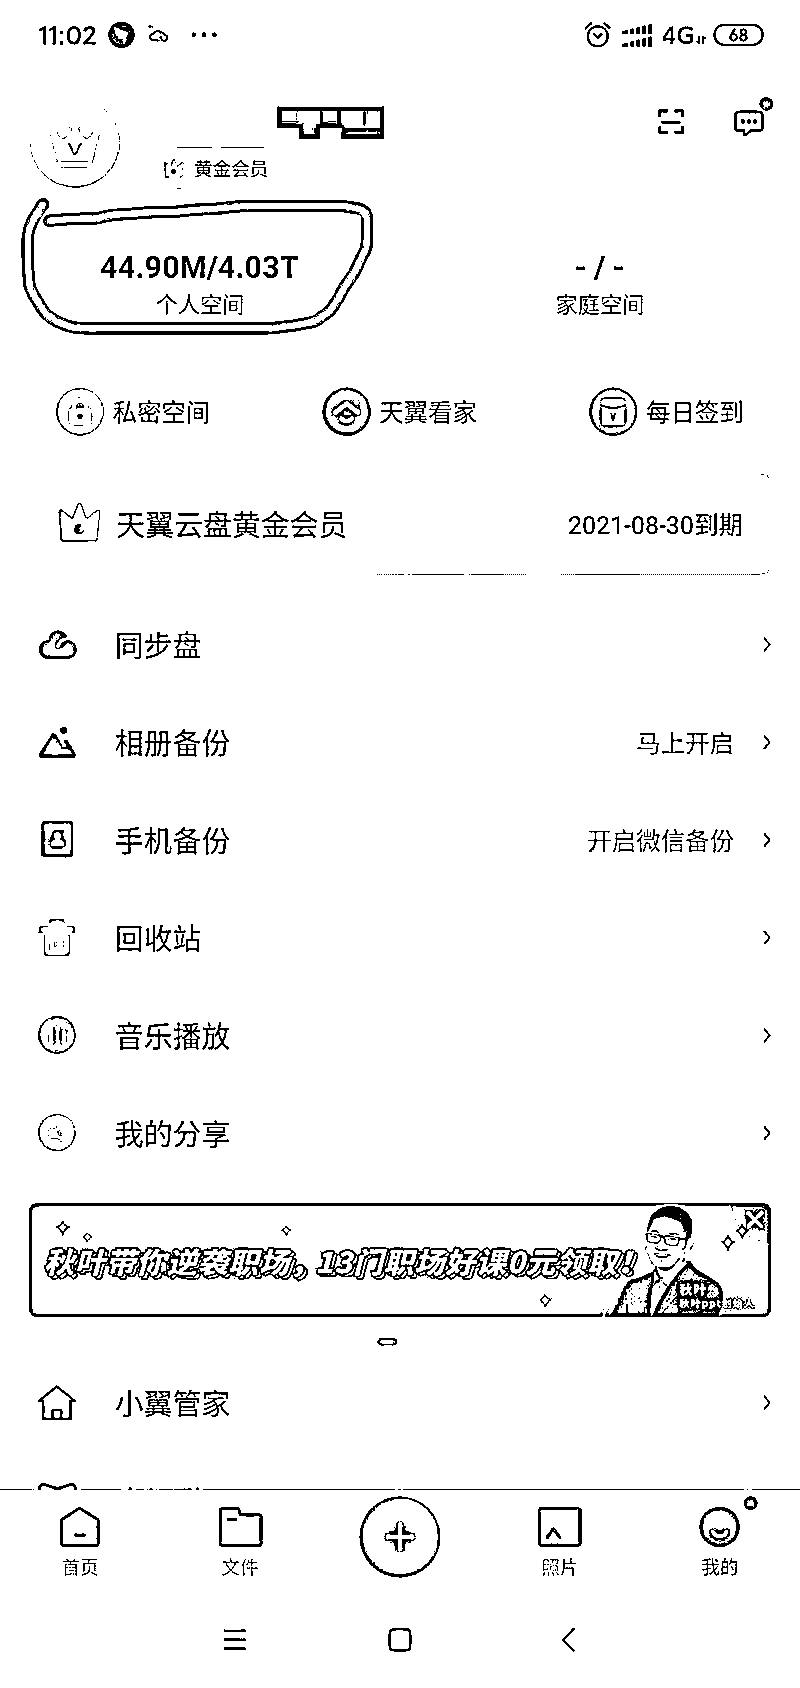 11:02 4G 68
黄金会员
44.90M/4.03T
个人空间
- / -
家庭空间
私密空间
天翼看家
每日签到
天翼云盘黄金会员 2021-08-30到期
同步盘
相册备份 马上开启
手机备份 开启微信备份
回收站
音乐播放
我的分享
秋叶带你逆袭职场，13门职场好课0元领取！
小翼管家
首页
文件
照片
我的